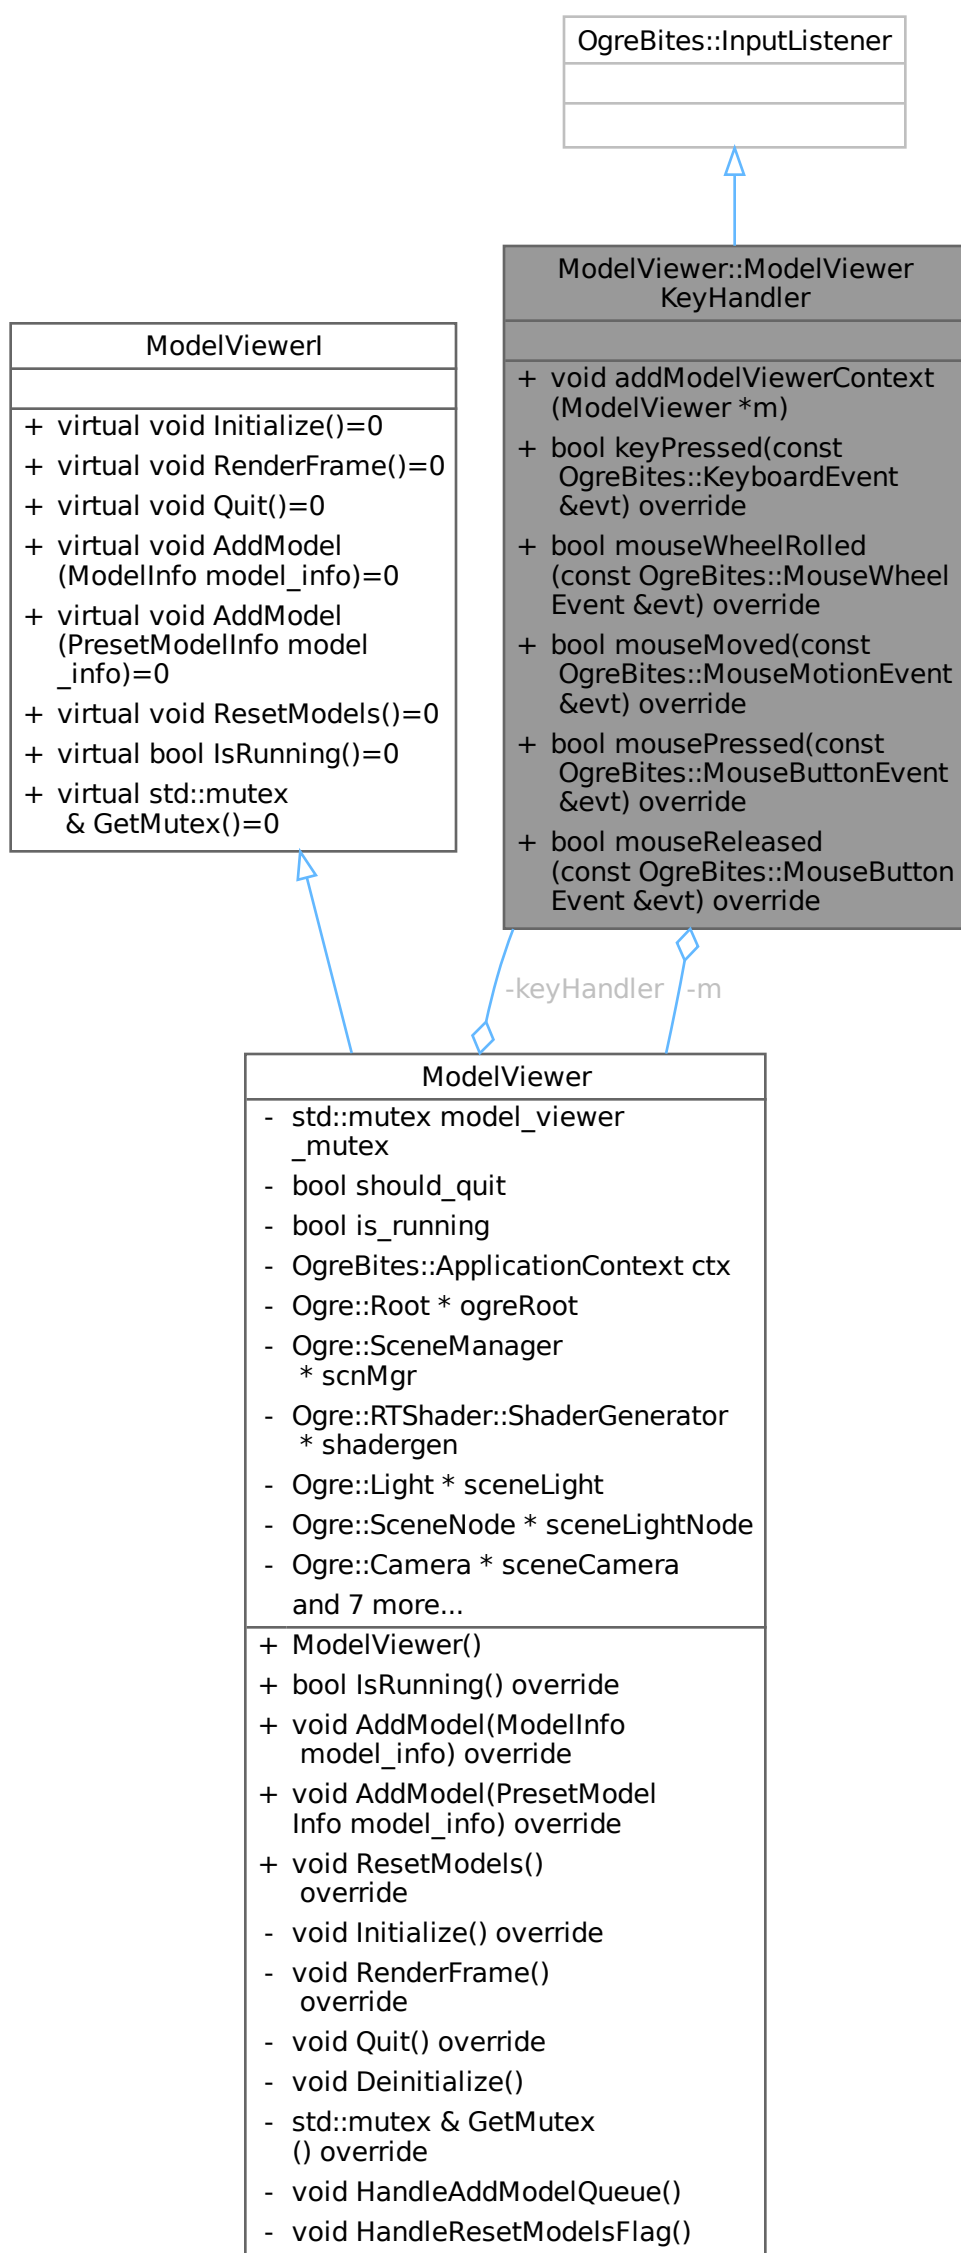 OgreBites::InputListener
ModelViewer::ModelViewer
KeyHandler
+ void addModelViewerContext
(ModelViewer *m)
+ bool keyPressed(const
OgreBites::KeyboardEvent
&evt) override
+ bool mouseWheelRolled
(const OgreBites::MouseWheel
Event &evt) override
+ bool mouseMoved(const
OgreBites::MouseMotionEvent
&evt) override
+ bool mousePressed(const
OgreBites::MouseButtonEvent
&evt) override
+ bool mouseReleased
(const OgreBites::MouseButton
Event &evt) override
ModelViewerI
+ virtual void Initialize()=0
+ virtual void RenderFrame()=0
+ virtual void Quit()=0
+ virtual void AddModel
(ModelInfo model_info)=0
+ virtual void AddModel
(PresetModelInfo model
_info)=0
+ virtual void ResetModels()=0
+ virtual bool IsRunning()=0
+ virtual std::mutex
& GetMutex()=0
-keyHandler
-m
ModelViewer
- std::mutex model_viewer
_mutex
- bool should_quit
- bool is_running
- OgreBites::ApplicationContext ctx
- Ogre::Root * ogreRoot
- Ogre::SceneManager
* scnMgr
- Ogre::RTShader::ShaderGenerator
* shadergen
- Ogre::Light * sceneLight
- Ogre::SceneNode * sceneLightNode
- Ogre::Camera * sceneCamera
and 7 more...
+ ModelViewer()
+ bool IsRunning() override
+ void AddModel(ModelInfo
model_info) override
+ void AddModel(PresetModel
Info model_info) override
+ void ResetModels()
override
- void Initialize() override
- void RenderFrame()
override
- void Quit() override
- void Deinitialize()
- std::mutex & GetMutex
() override
- void HandleAddModelQueue()
- void HandleResetModelsFlag()